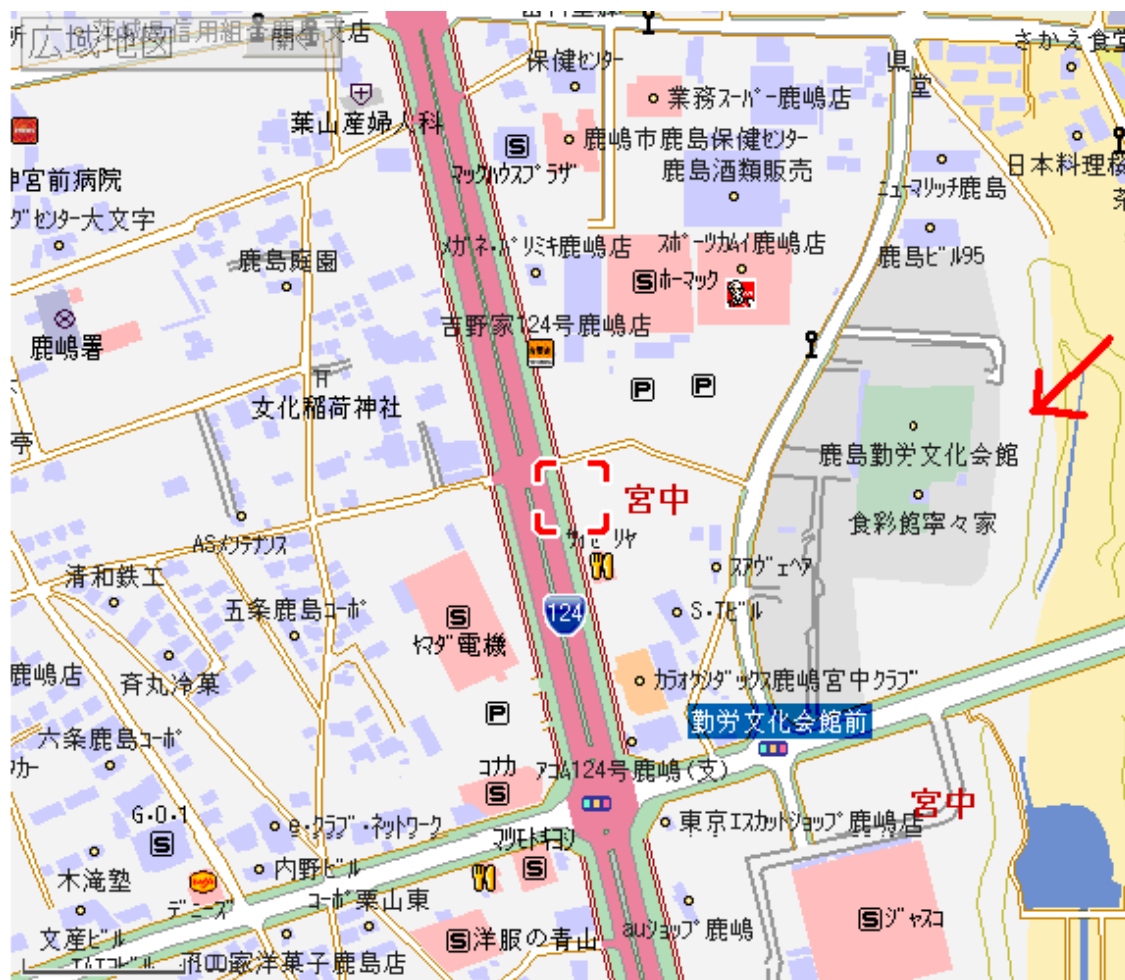 広域地図
開く
保健センター
業務スーパー鹿嶋店
さかえ食堂
県
堂
葉山産婦人科
S
マックハウスプラザ
鹿嶋市鹿島保健センター
鹿島酒類販売
ニューマリッチ鹿島
日本料理桜
茶
神宮前病院
グセンター大文字
鹿島庭園
メガネ・パリミキ鹿嶋店
スポーツカムイ鹿嶋店
鹿島ビル95
S
ホーマック
鹿嶋署
吉野家124号鹿嶋店
文化稲荷神社
P
P
亭
鹿島勤労文化会館
食彩館寧々家
宮中
ASメンテナンス
サイゼリヤ
スアヴェヘア
清和鉄工
五条鹿島コーポ
124
S・Tビル
S
ヤマダ電機
鹿嶋店
斉丸冷菓
カラオケシダックス鹿嶋宮中クラブ
P
勤労文化会館前
六条鹿島コーポ
カー
コナカ
S
アコム124号鹿嶋(支)
宮中
G・O・1
S
e・クラブ・ネットワーク
マツモトキヨシ
S
東京エスカットショップ鹿嶋店
木滝塾
内野ビル
デニーズ
コーポ栗山東
文産ビル
auショップ鹿嶋
S
ジャスコ
S
洋服の青山
家洋菓子鹿島店